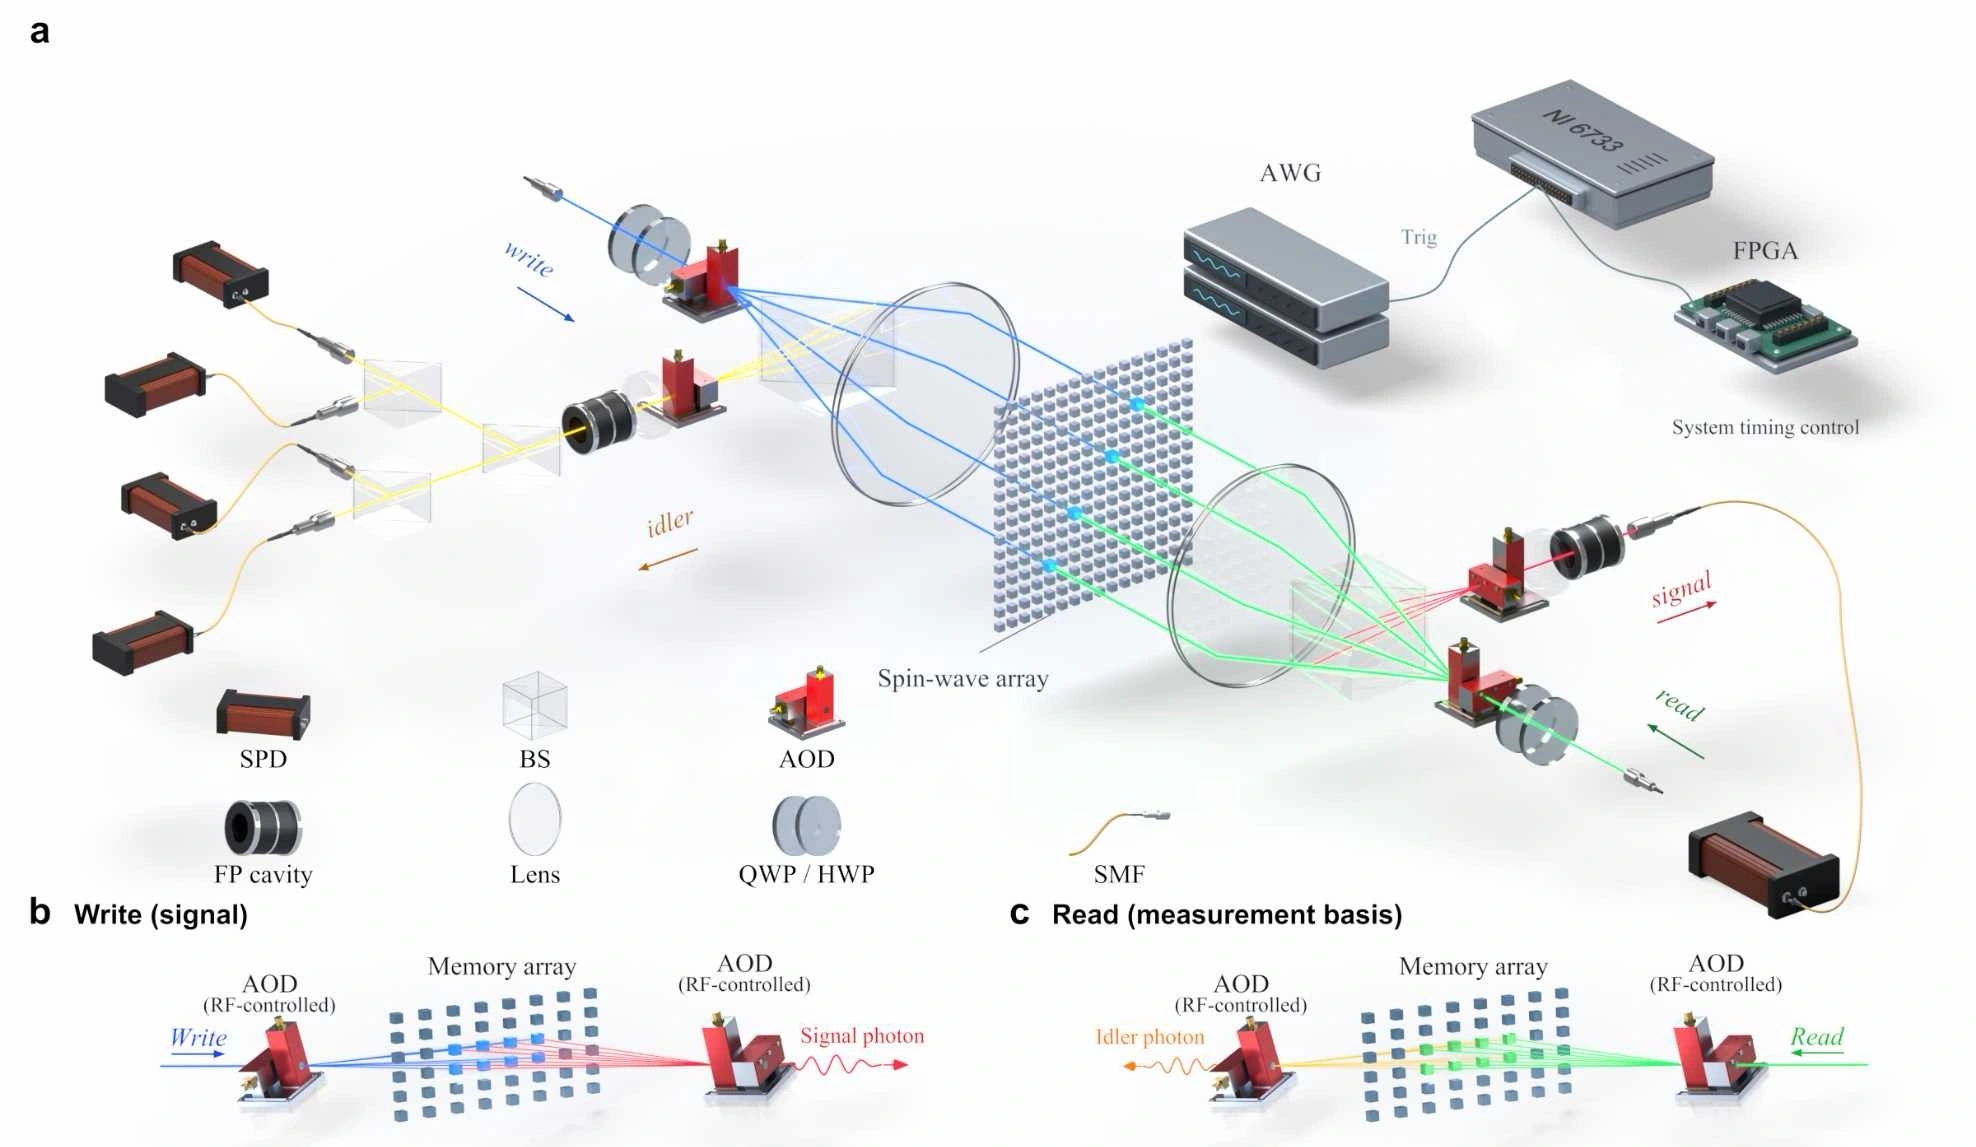 a
NI 6733
AWG
Trig
FPGA
System timing control
write
idler
signal
read
Spin-wave array
SPD
BS
AOD
FP cavity
Lens
QWP / HWP
SMF
b Write (signal)
AOD
(RF-controlled)
Memory array
AOD
(RF-controlled)
Write
Signal photon
c Read (measurement basis)
AOD
(RF-controlled)
Memory array
AOD
(RF-controlled)
Idler photon
Read